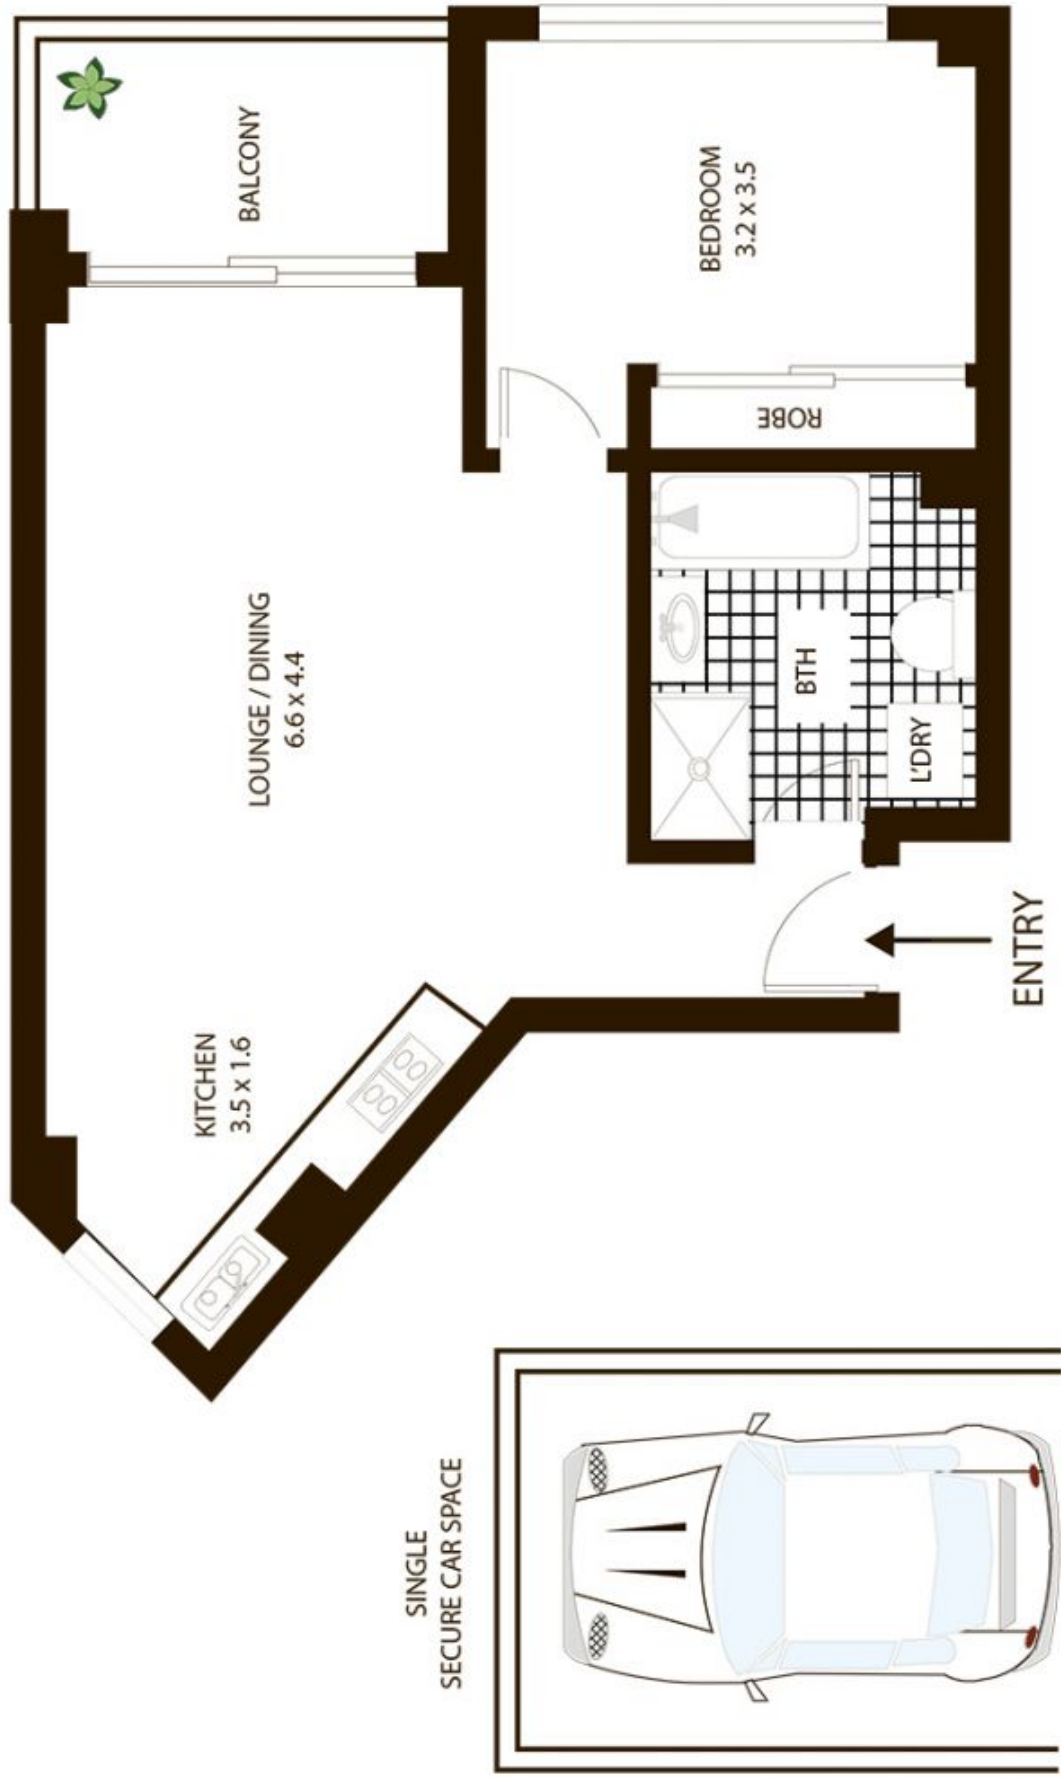 BALCONY
BEDROOM
3.2 x 3.5
ROBE
LOUNGE / DINING
6.6 x 4.4
BTH
L'DRY
KITCHEN
3.5 x 1.6
ENTRY
SINGLE
SECURE CAR SPACE